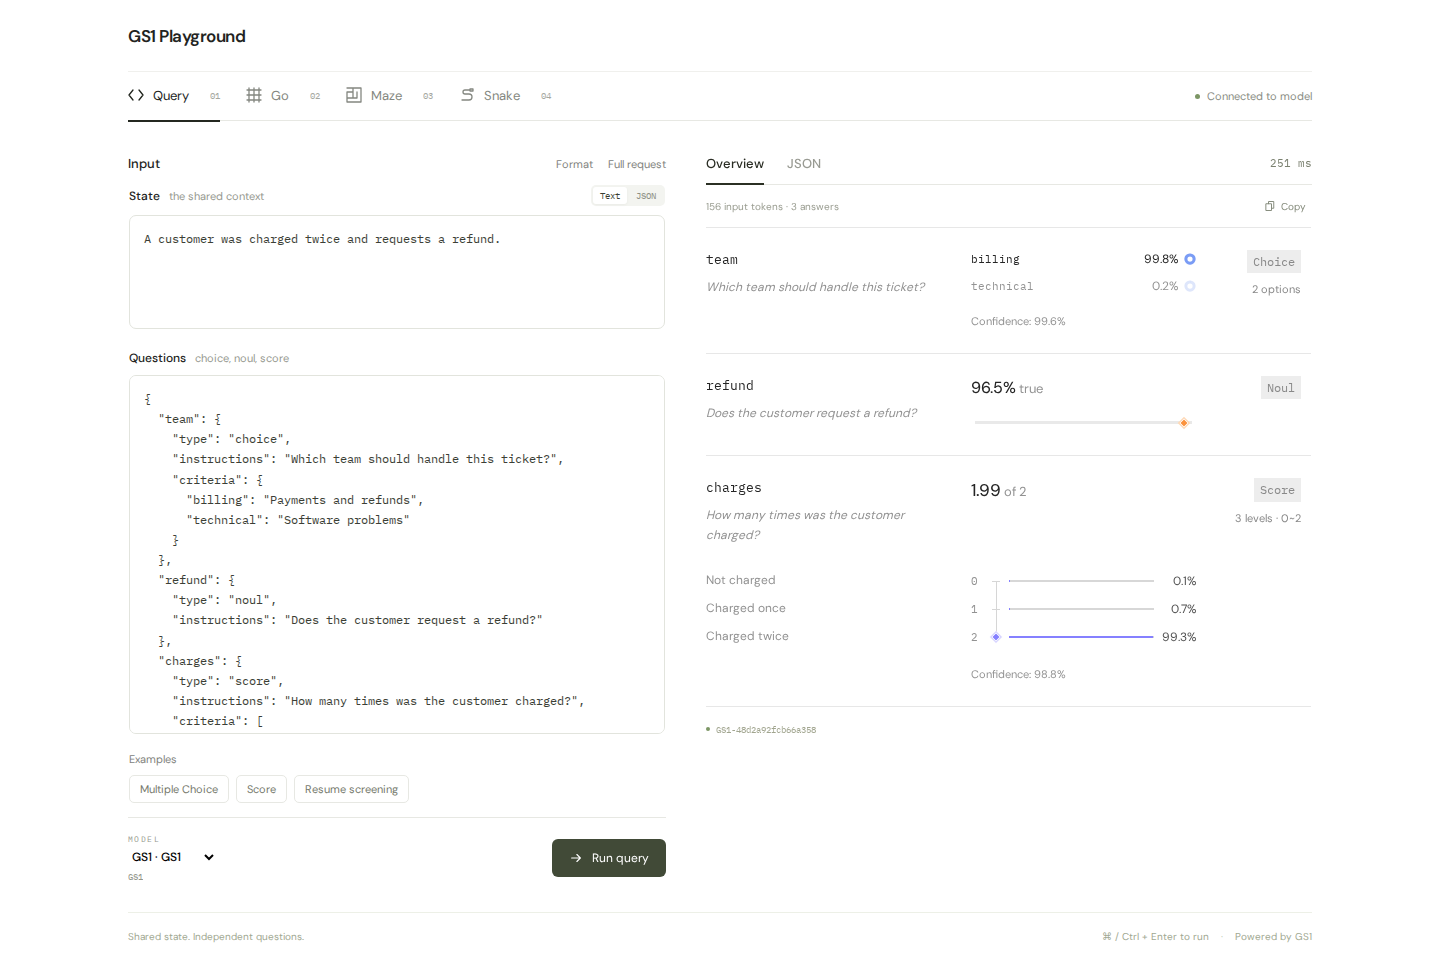 GS1 Playground
Query 01 Go 02 Maze 03 Snake 04
Connected to model
Input
Format Full request
State the shared context
Text JSON
A customer was charged twice and requests a refund.
Questions choice, noul, score
{
"team": {
"type": "choice",
"instructions": "Which team should handle this ticket?",
"criteria": {
"billing": "Payments and refunds",
"technical": "Software problems"
}
},
"refund": {
"type": "noul",
"instructions": "Does the customer request a refund?"
},
"charges": {
"type": "score",
"instructions": "How many times was the customer charged?",
"criteria": [
Examples
Multiple Choice Score Resume screening
MODEL
GS1 · GS1
GS1
Run query
Overview JSON
251 ms
156 input tokens · 3 answers
Copy
team
Which team should handle this ticket?
billing 99.8%
technical 0.2%
Confidence: 99.6%
Choice
2 options
refund
Does the customer request a refund?
96.5% true
Noul
charges
How many times was the customer
charged?
1.99 of 2
Score
3 levels · 0–2
Not charged 0 0.1%
Charged once 1 0.7%
Charged twice 2 99.3%
Confidence: 98.8%
GS1-48d2a92fcb66a358
Shared state. Independent questions.
⌘ / Ctrl + Enter to run · Powered by GS1